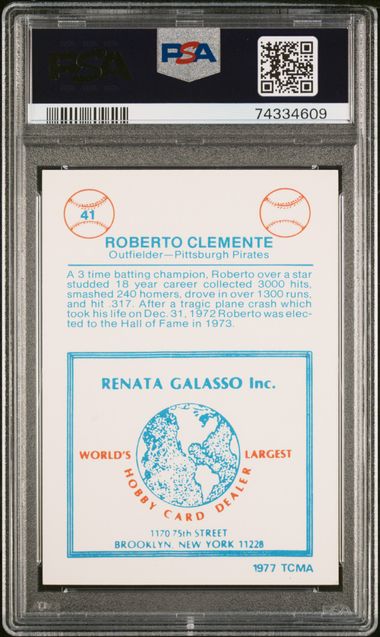 PSA
PSA
74334609
41
ROBERTO CLEMENTE
Outfielder—Pittsburgh Pirates
A 3 time batting champion, Roberto over a star
studded 18 year career collected 3000 hits,
smashed 240 homers, drove in over 1300 runs,
and hit .317. After a tragic plane crash which
took his life on Dec. 31, 1972 Roberto was elec-
ted to the Hall of Fame in 1973.
RENATA GALASSO Inc.
WORLD'S LARGEST
HOBBY CARD DEALER
1170 75th STREET
BROOKLYN, NEW YORK 11228
1977 TCMA